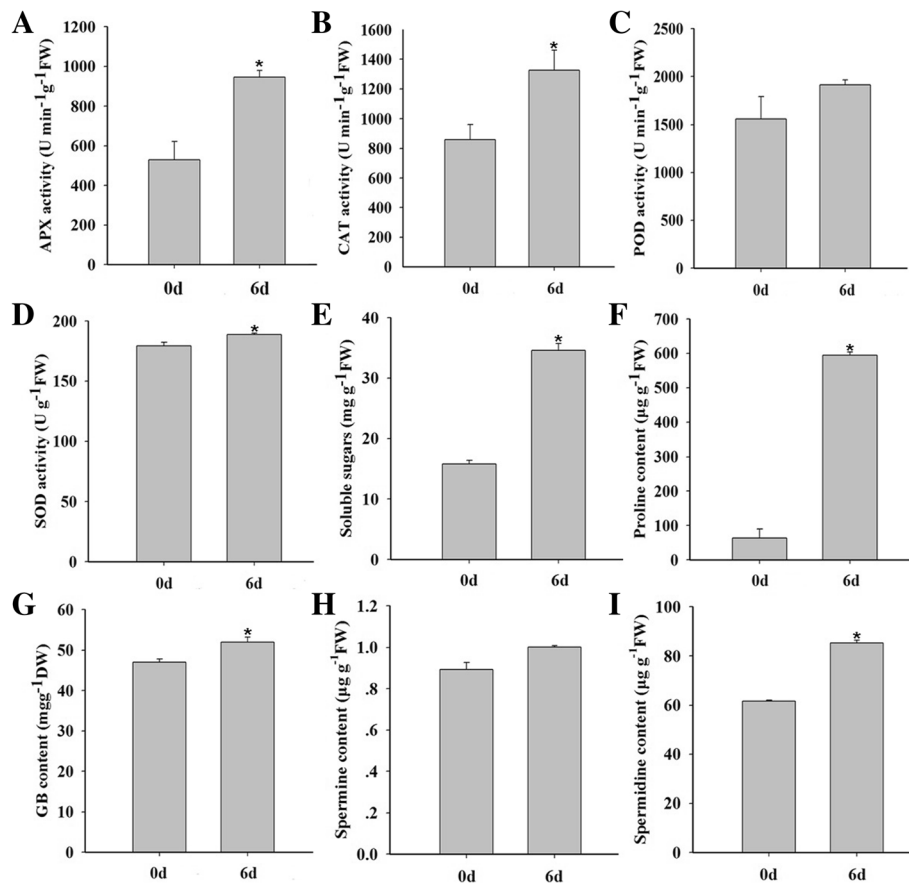 A
APX activity (U min⁻¹g⁻¹FW)
1200
1000
800
600
400
200
0
*
0d 6d
B
CAT activity (U min⁻¹g⁻¹FW)
1600
1400
1200
1000
800
600
400
200
0
*
0d 6d
C
POD activity (U min⁻¹g⁻¹FW)
2500
2000
1500
1000
500
0
0d 6d
D
SOD activity (U g⁻¹FW)
200
150
100
50
0
*
0d 6d
E
Soluble sugars (mg g⁻¹FW)
40
30
20
10
0
*
0d 6d
F
Proline content (µg g⁻¹FW)
700
600
500
400
300
200
100
0
*
0d 6d
G
GB content (mgg⁻¹DW)
60
50
40
30
20
10
0
*
0d 6d
H
Spermine content (µg g⁻¹FW)
1.2
1.0
.8
.6
.4
.2
0.0
0d 6d
I
Spermidine content (µg g⁻¹FW)
100
80
60
40
20
0
*
0d 6d